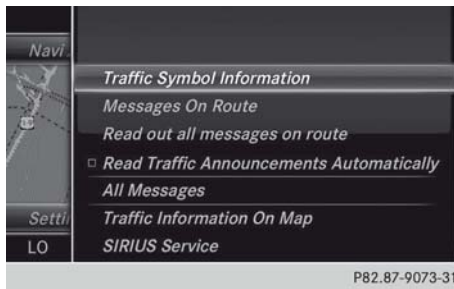 Navi
Traffic Symbol Information
Messages On Route
Read out all messages on route
Read Traffic Announcements Automatically
All Messages
Traffic Information On Map
SIRIUS Service
LO
P82.87-9073-31